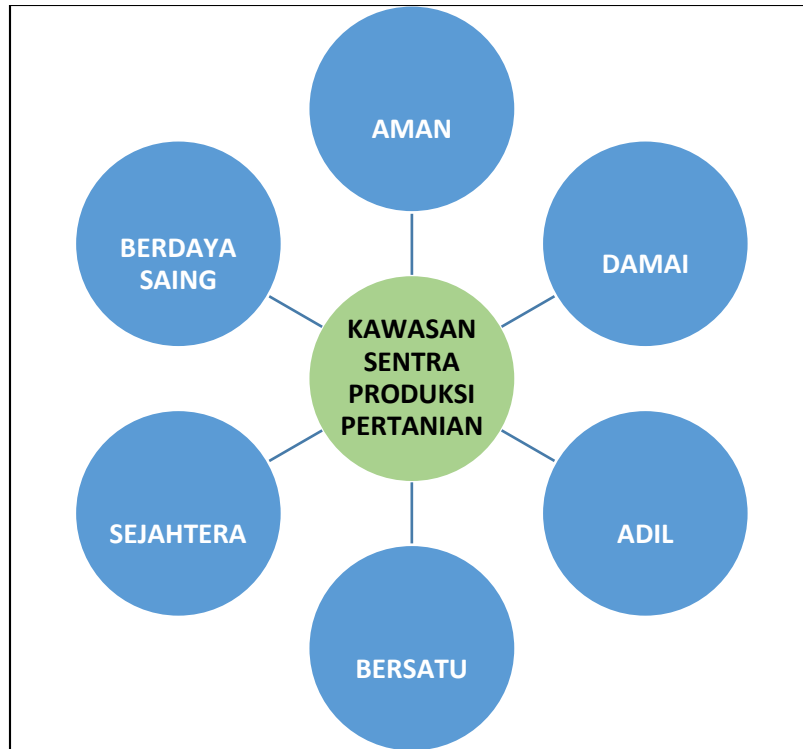 AMAN
DAMAI
ADIL
BERSATU
SEJAHTERA
BERDAYA
SAING
KAWASAN
SENTRA
PRODUKSI
PERTANIAN